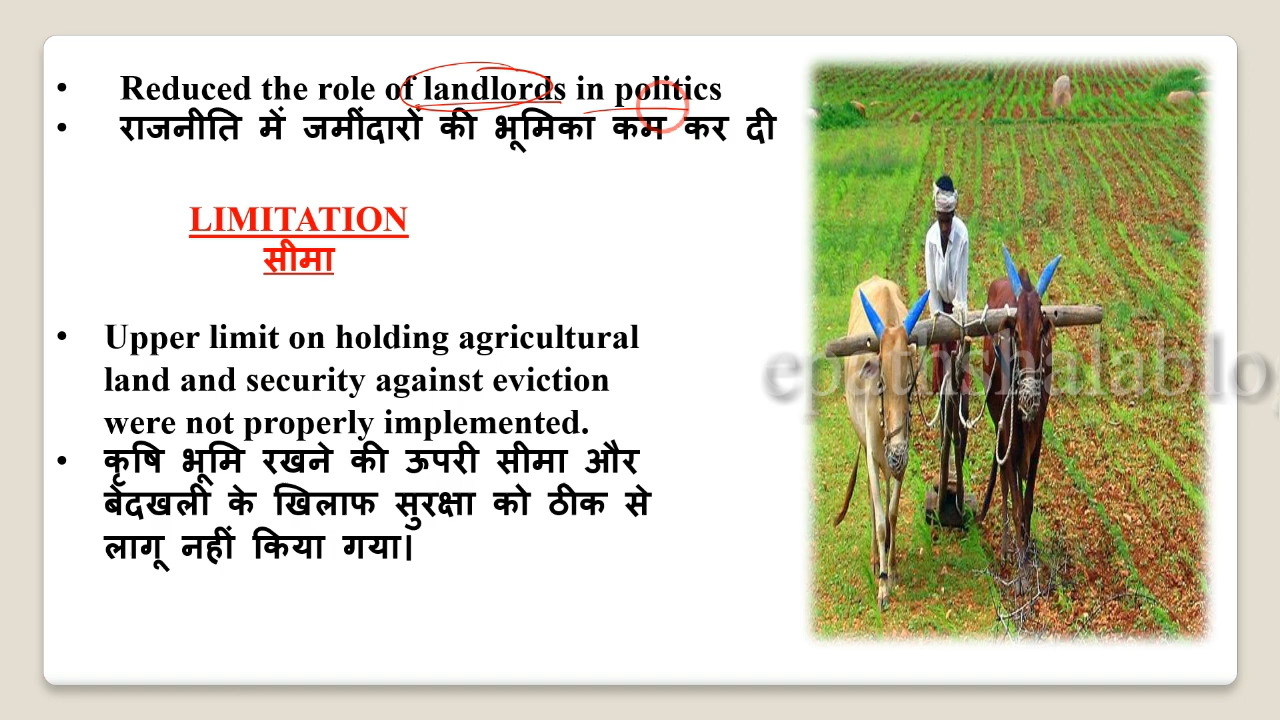 • Reduced the role of landlords in politics
• राजनीति में जमींदारों की भूमिका कम कर दी
LIMITATION
सीमा
• Upper limit on holding agricultural
land and security against eviction
were not properly implemented.
• कृषि भूमि रखने की ऊपरी सीमा और
बेदखली के खिलाफ सुरक्षा को ठीक से
लागू नहीं किया गया।
epathshalablo